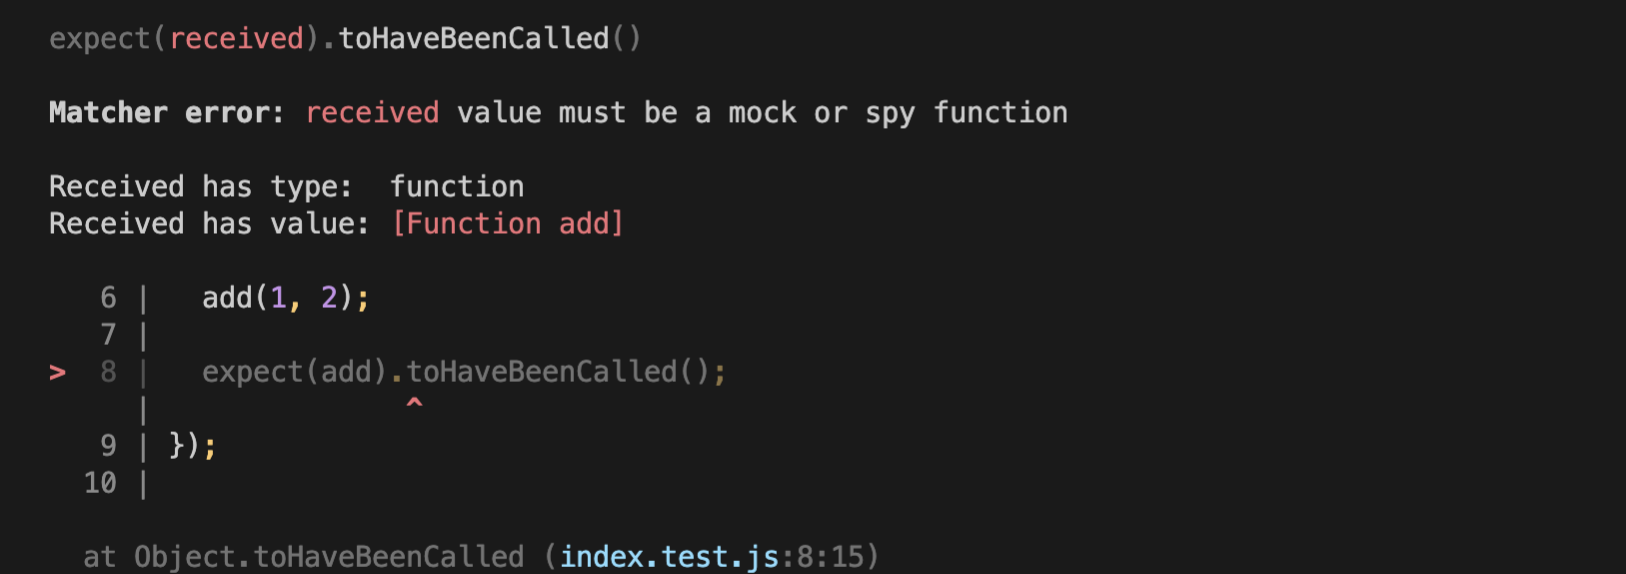 expect(received).toHaveBeenCalled()
Matcher error: received value must be a mock or spy function
Received has type:  function
Received has value: [Function add]
6 |   add(1, 2);
7 |
> 8 |   expect(add).toHaveBeenCalled();
|               ^
9 | });
10 |
at Object.toHaveBeenCalled (index.test.js:8:15)